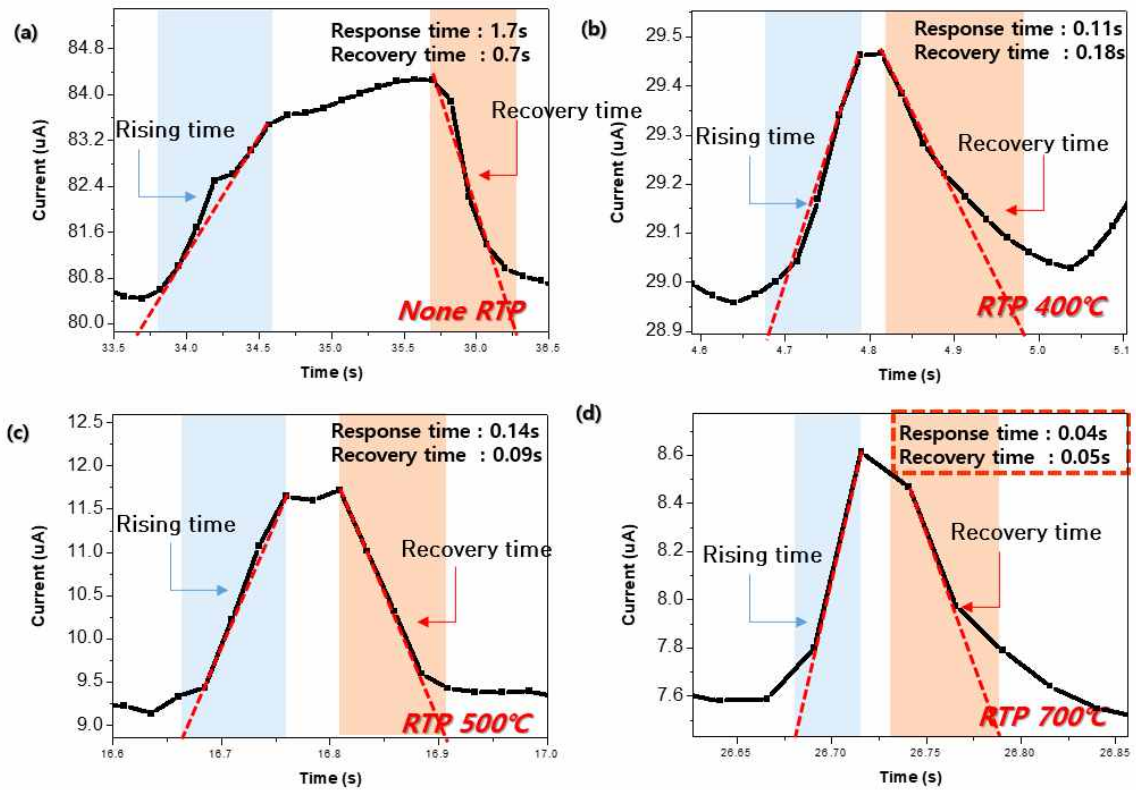 (a)
Response time : 1.7s
Recovery time : 0.7s
Rising time
Recovery time
None RTP
Current (uA)
84.8
84.0
83.2
82.4
81.6
80.8
80.0
33.5 34.0 34.5 35.0 35.5 36.0 36.5
Time (s)
(b)
Response time : 0.11s
Recovery time : 0.18s
Rising time
Recovery time
RTP 400℃
Current (uA)
29.5
29.4
29.3
29.2
29.1
29.0
28.9
4.6 4.7 4.8 4.9 5.0 5.1
Time (s)
(c)
Response time : 0.14s
Recovery time : 0.09s
Rising time
Recovery time
RTP 500℃
Current (uA)
12.5
11.5
11.0
10.5
10.0
9.5
9.0
16.6 16.7 16.8 16.9 17.0
Time (s)
(d)
Response time : 0.04s
Recovery time : 0.05s
Rising time
Recovery time
RTP 700℃
Current (uA)
8.6
8.4
8.2
8.0
7.8
7.6
26.65 26.70 26.75 26.80 26.85
Time (s)